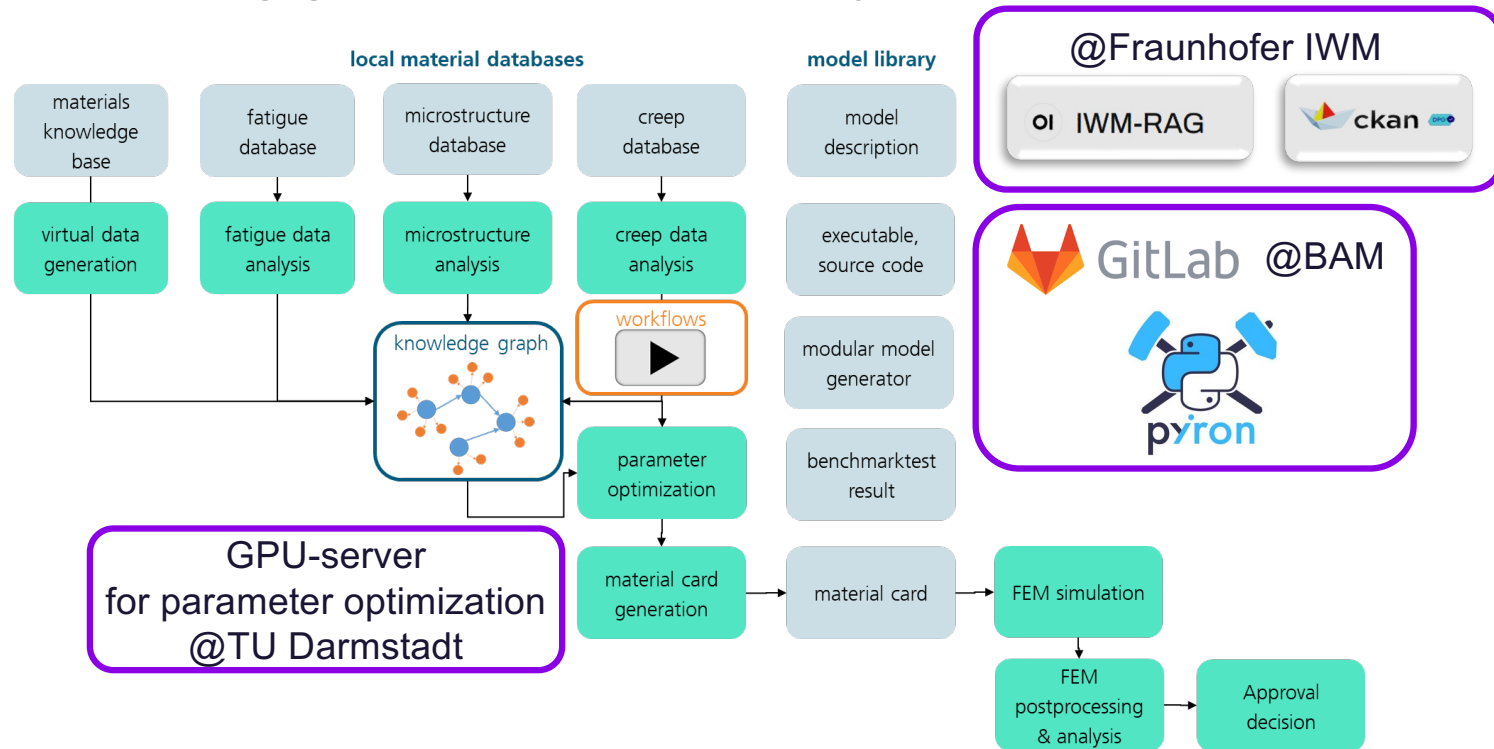 local material databases
model library
@Fraunhofer IWM
OI IWM-RAG
ckan
materials
knowledge
base
fatigue
database
microstructure
database
creep
database
model
description
virtual data
generation
fatigue data
analysis
microstructure
analysis
creep data
analysis
executable,
source code
GitLab @BAM
workflows
knowledge graph
modular model
generator
pyiron
parameter
optimization
benchmarktest
result
GPU-server
for parameter optimization
@TU Darmstadt
material card
generation
material card
FEM simulation
FEM
postprocessing
& analysis
Approval
decision